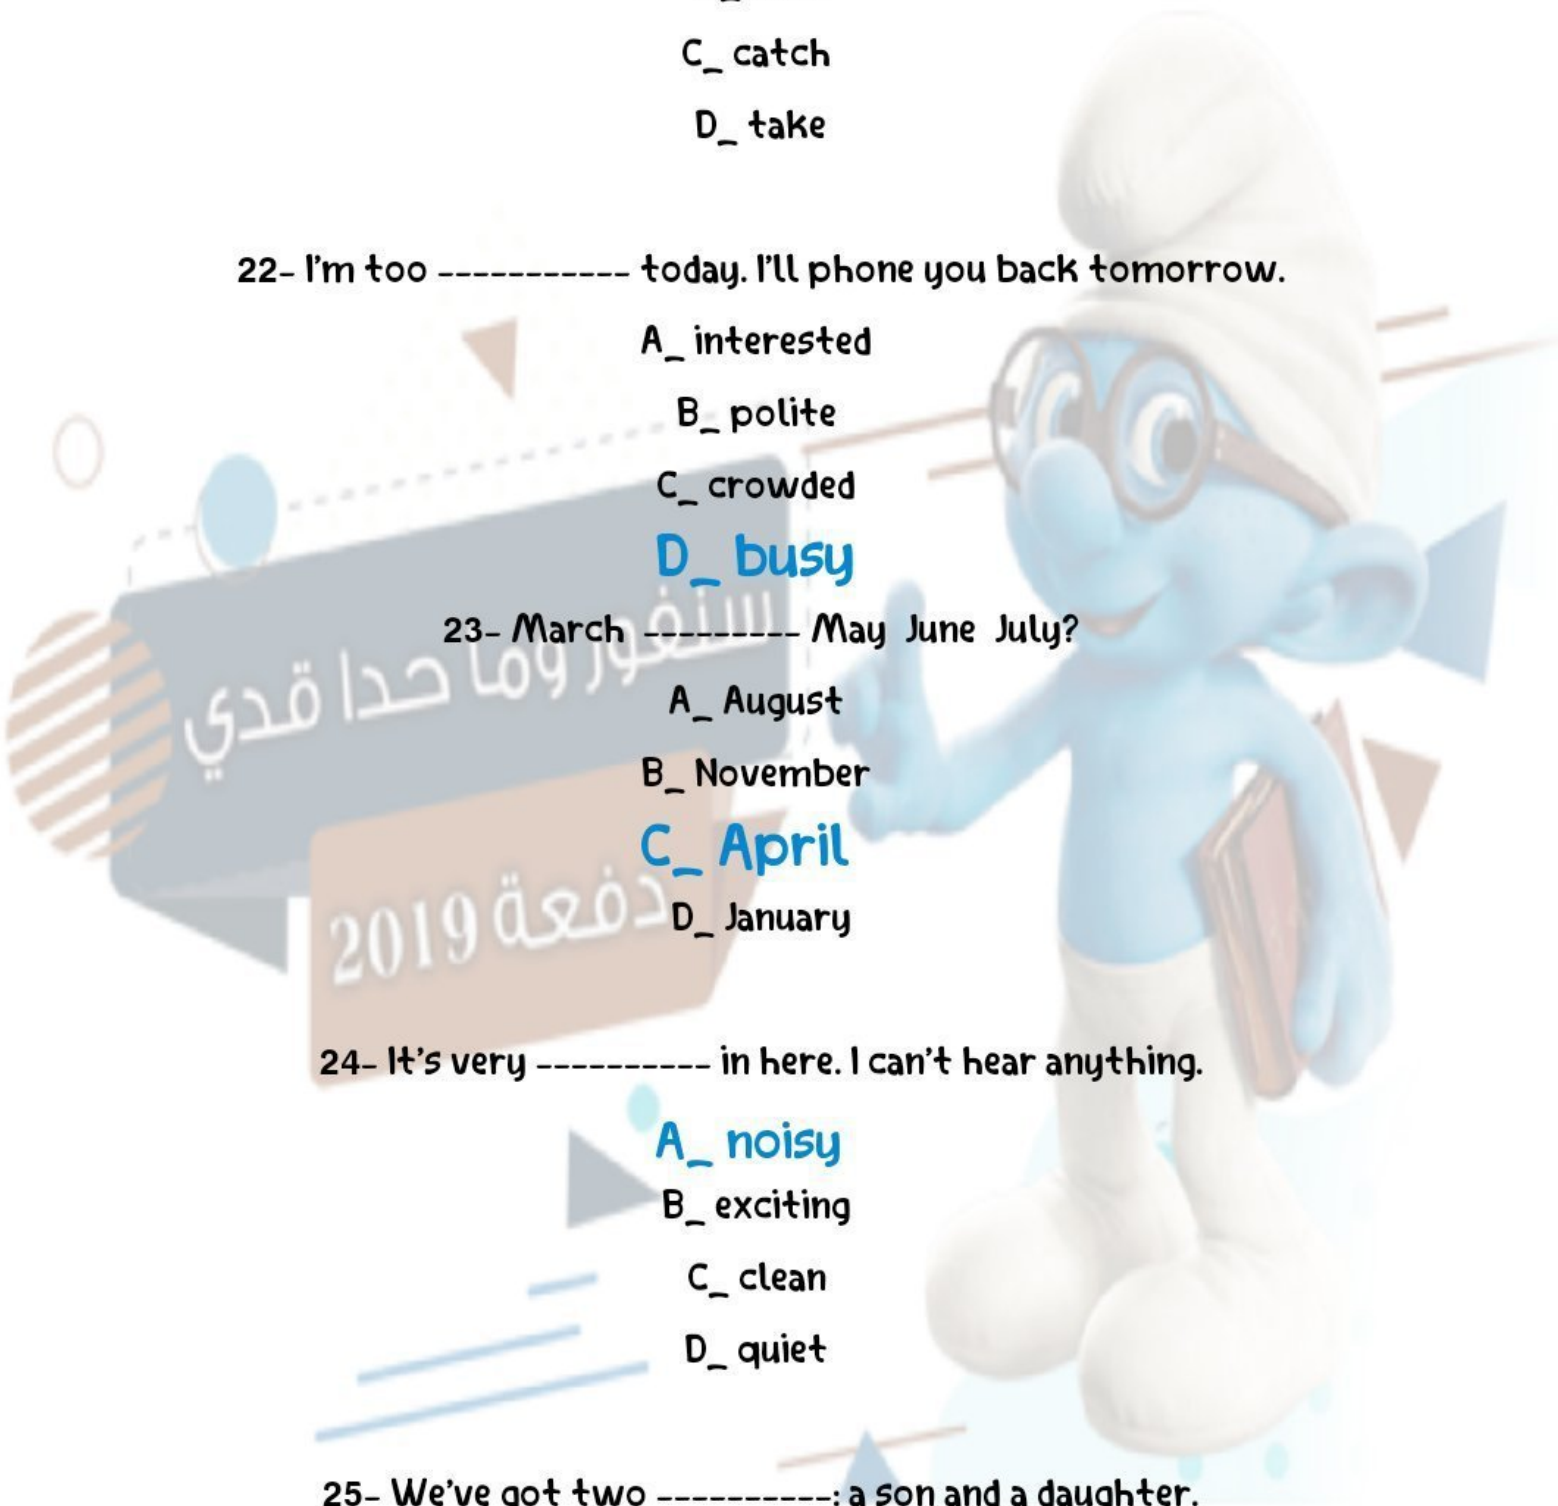 C_ catch
D_ take
22- I'm too ----------- today. I'll phone you back tomorrow.
A_ interested
B_ polite
C_ crowded
D_ busy
23- March --------- May June July?
A_ August
B_ November
C_ April
D_ January
24- It's very ---------- in here. I can't hear anything.
A_ noisy
B_ exciting
C_ clean
D_ quiet
25- We've got two ----------: a son and a daughter.
سنفور وما حدا قدي
دفعة 2019